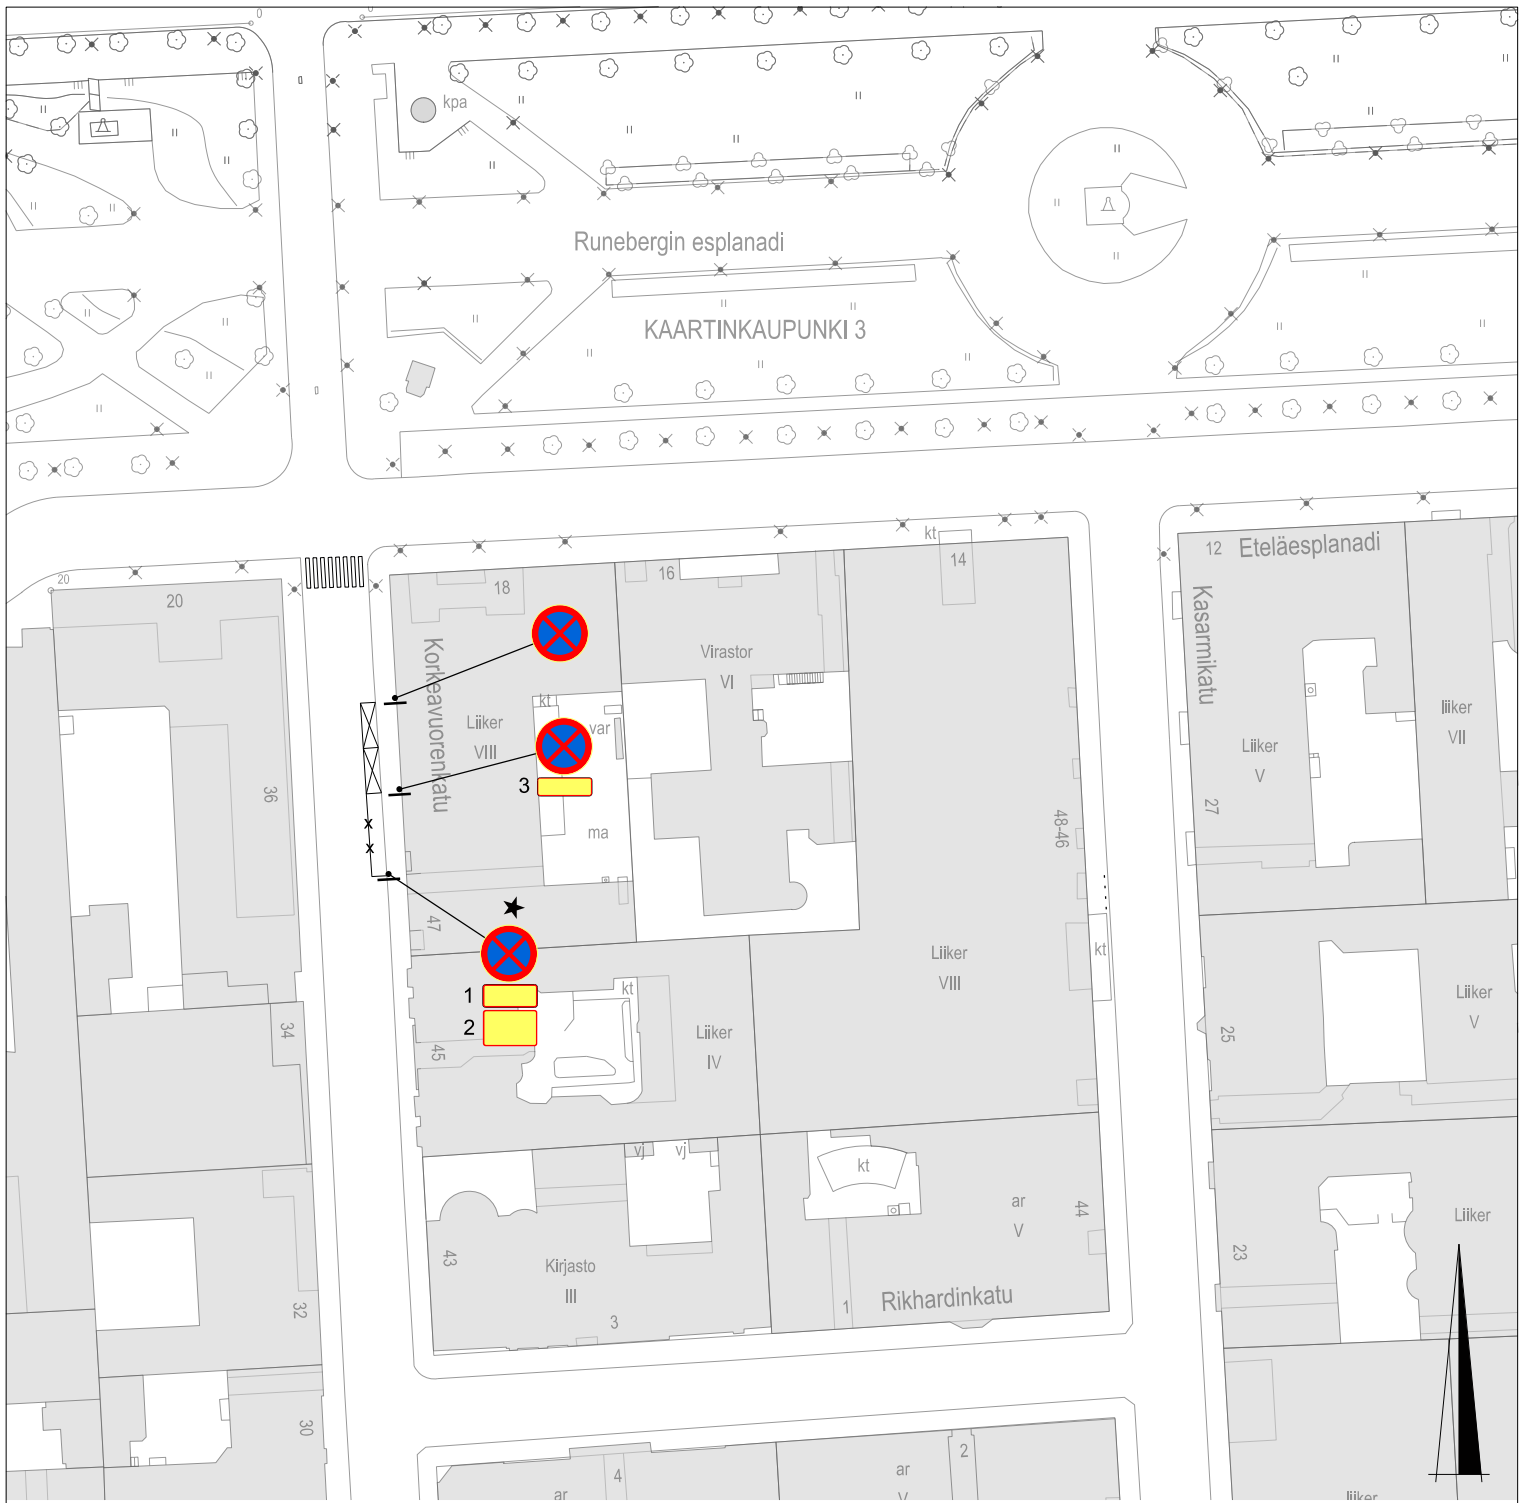 0
0
kpa
Runebergin esplanadi
KAARTINKAUPUNKI 3
20
20
18
16
kt
14
12
Eteläesplanadi
Korkeavuorenkatu
Kasarmikatu
Virastor
VI
kt
var
Liiker
VIII
3
ma
36
liiker
VII
Liiker
V
27
48-46
47
Liiker
VIII
kt
1
2
kt
45
34
Liiker
IV
25
Liiker
V
vj
vj
kt
ar
V
44
43
Kirjasto
III
3
1
Rikhardinkatu
23
Liiker
32
30
4
ar
2
ar
V
liiker